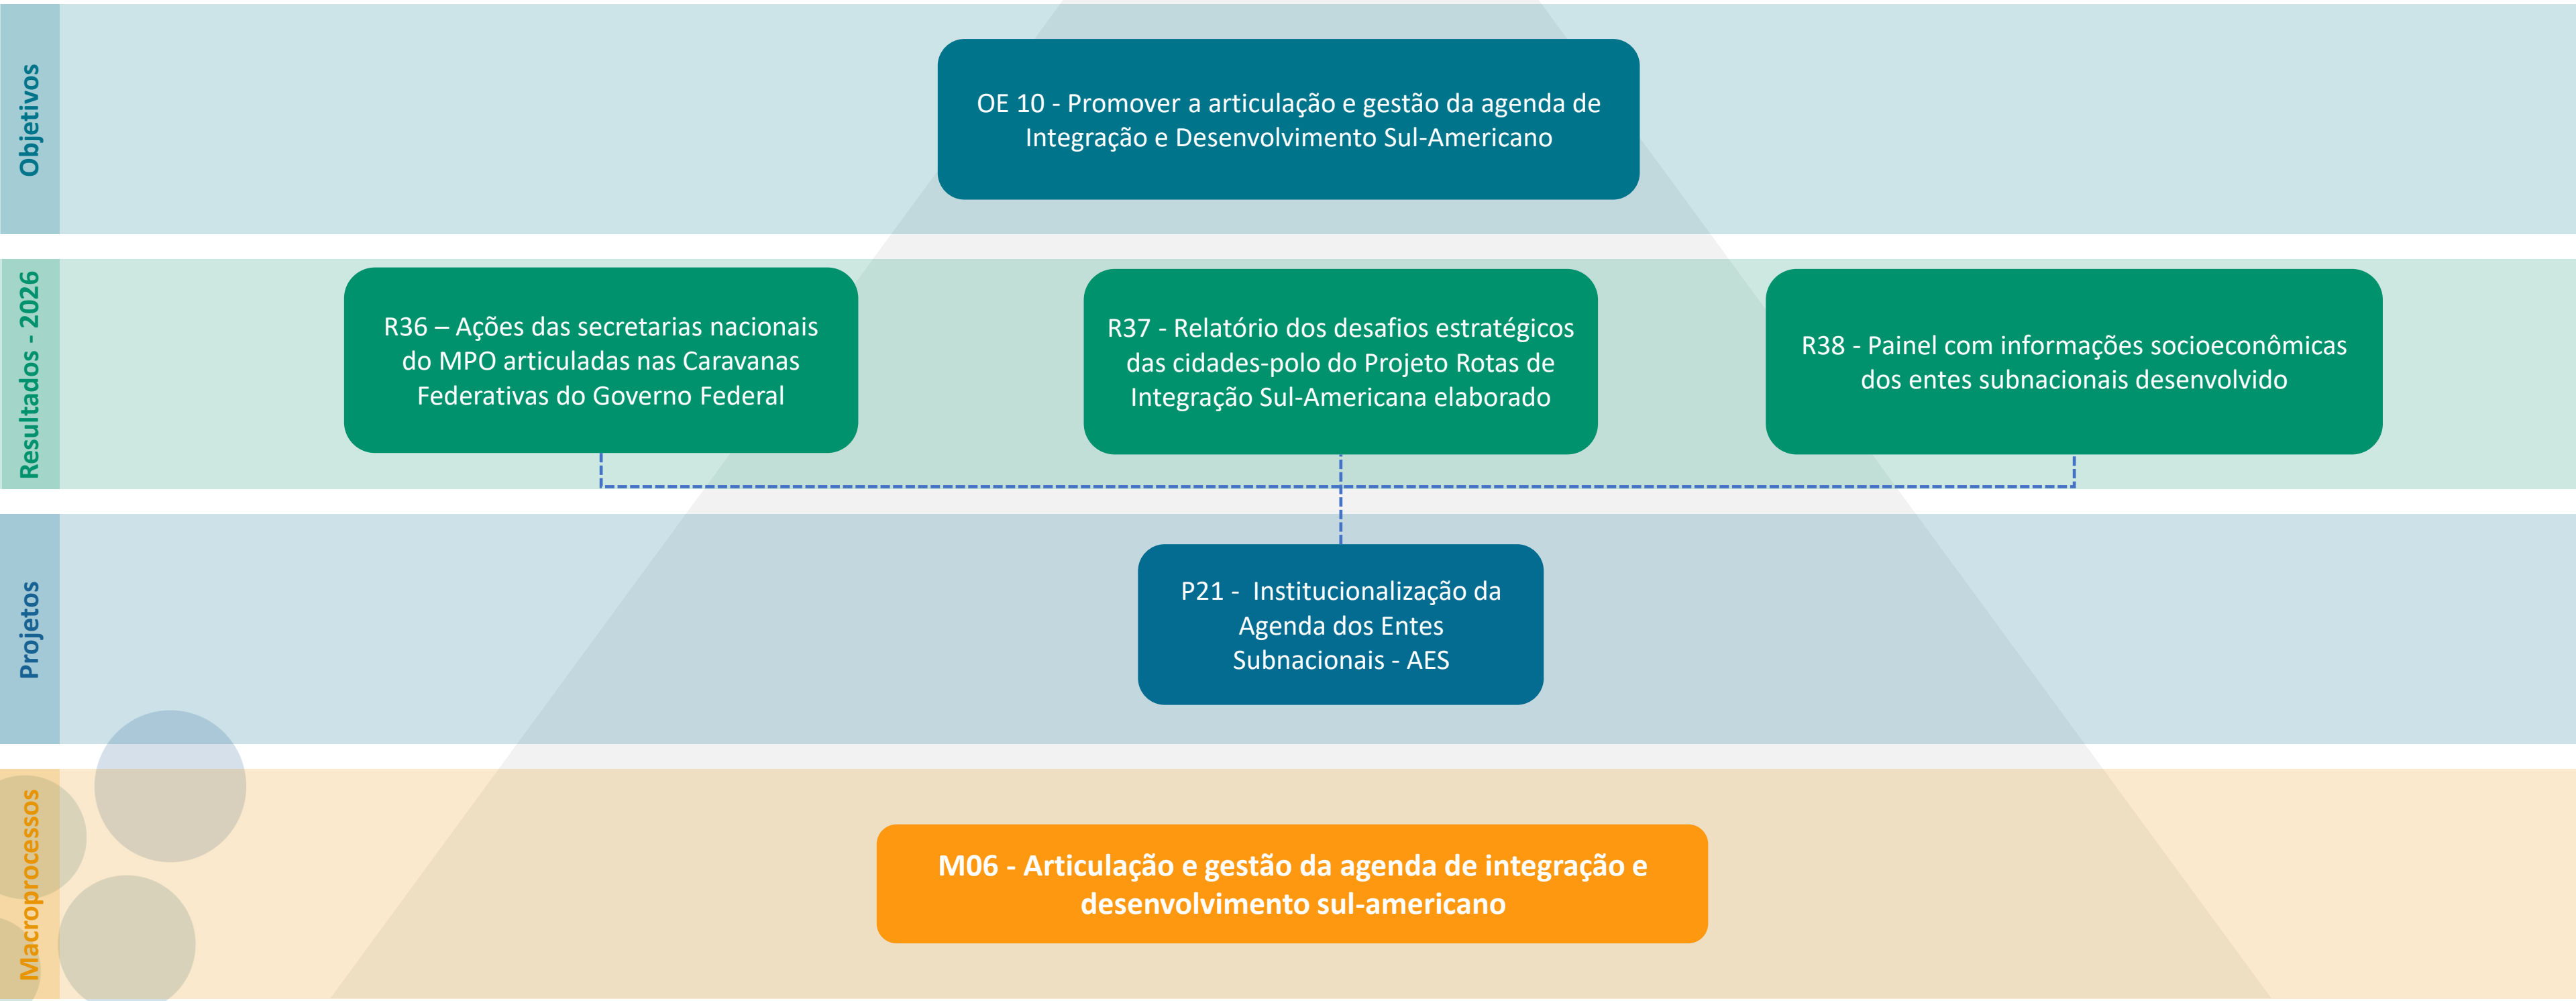 Objetivos
OE 10 - Promover a articulação e gestão da agenda de
Integração e Desenvolvimento Sul-Americano
Resultados - 2026
R36 – Ações das secretarias nacionais
do MPO articuladas nas Caravanas
Federativas do Governo Federal
R37 - Relatório dos desafios estratégicos
das cidades-polo do Projeto Rotas de
Integração Sul-Americana elaborado
R38 - Painel com informações socioeconômicas
dos entes subnacionais desenvolvido
Projetos
P21 -  Institucionalização da
Agenda dos Entes
Subnacionais - AES
Macroprocessos
M06 - Articulação e gestão da agenda de integração e
desenvolvimento sul-americano